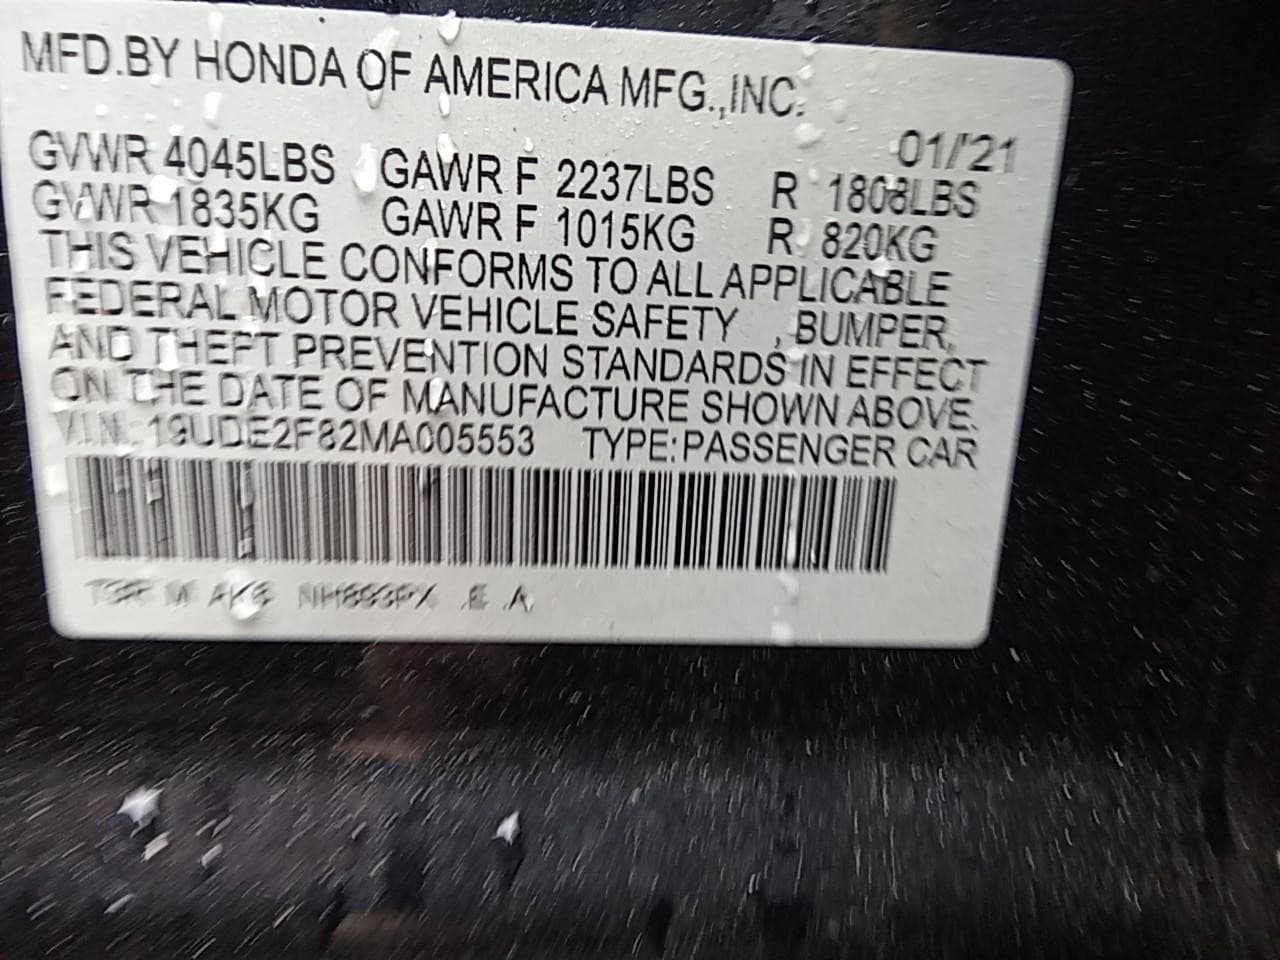 MFD.BY HONDA OF AMERICA MFG.,INC.
01/'21
GVWR 4045LBS GAWR F 2237LBS R 1808LBS
GVWR 1835KG GAWR F 1015KG R 820KG
THIS VEHICLE CONFORMS TO ALL APPLICABLE
FEDERAL MOTOR VEHICLE SAFETY , BUMPER,
AND THEFT PREVENTION STANDARDS IN EFFECT
ON THE DATE OF MANUFACTURE SHOWN ABOVE.
V.I.N.: 19UDE2F82MA005553 TYPE:PASSENGER CAR
NH893PX E A